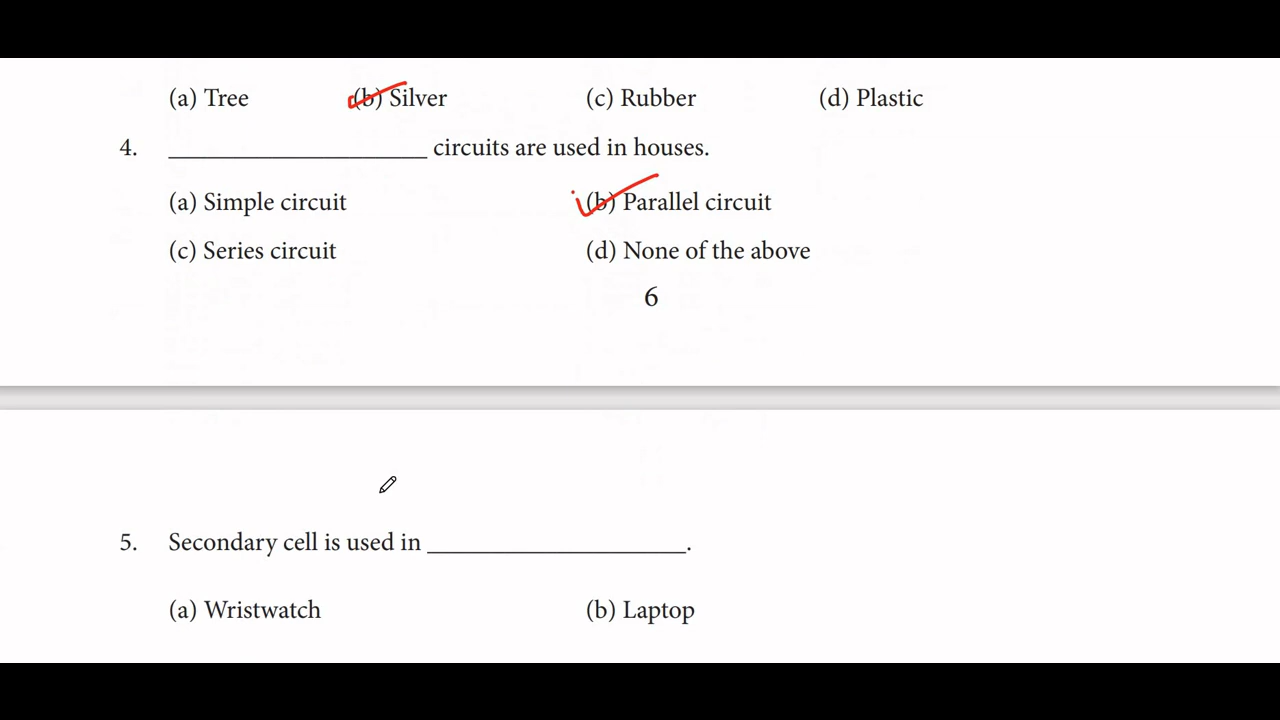 (a) Tree (b) Silver (c) Rubber (d) Plastic
4. ____________________ circuits are used in houses.
(a) Simple circuit (b) Parallel circuit
(c) Series circuit (d) None of the above
6
5. Secondary cell is used in ____________________.
(a) Wristwatch (b) Laptop